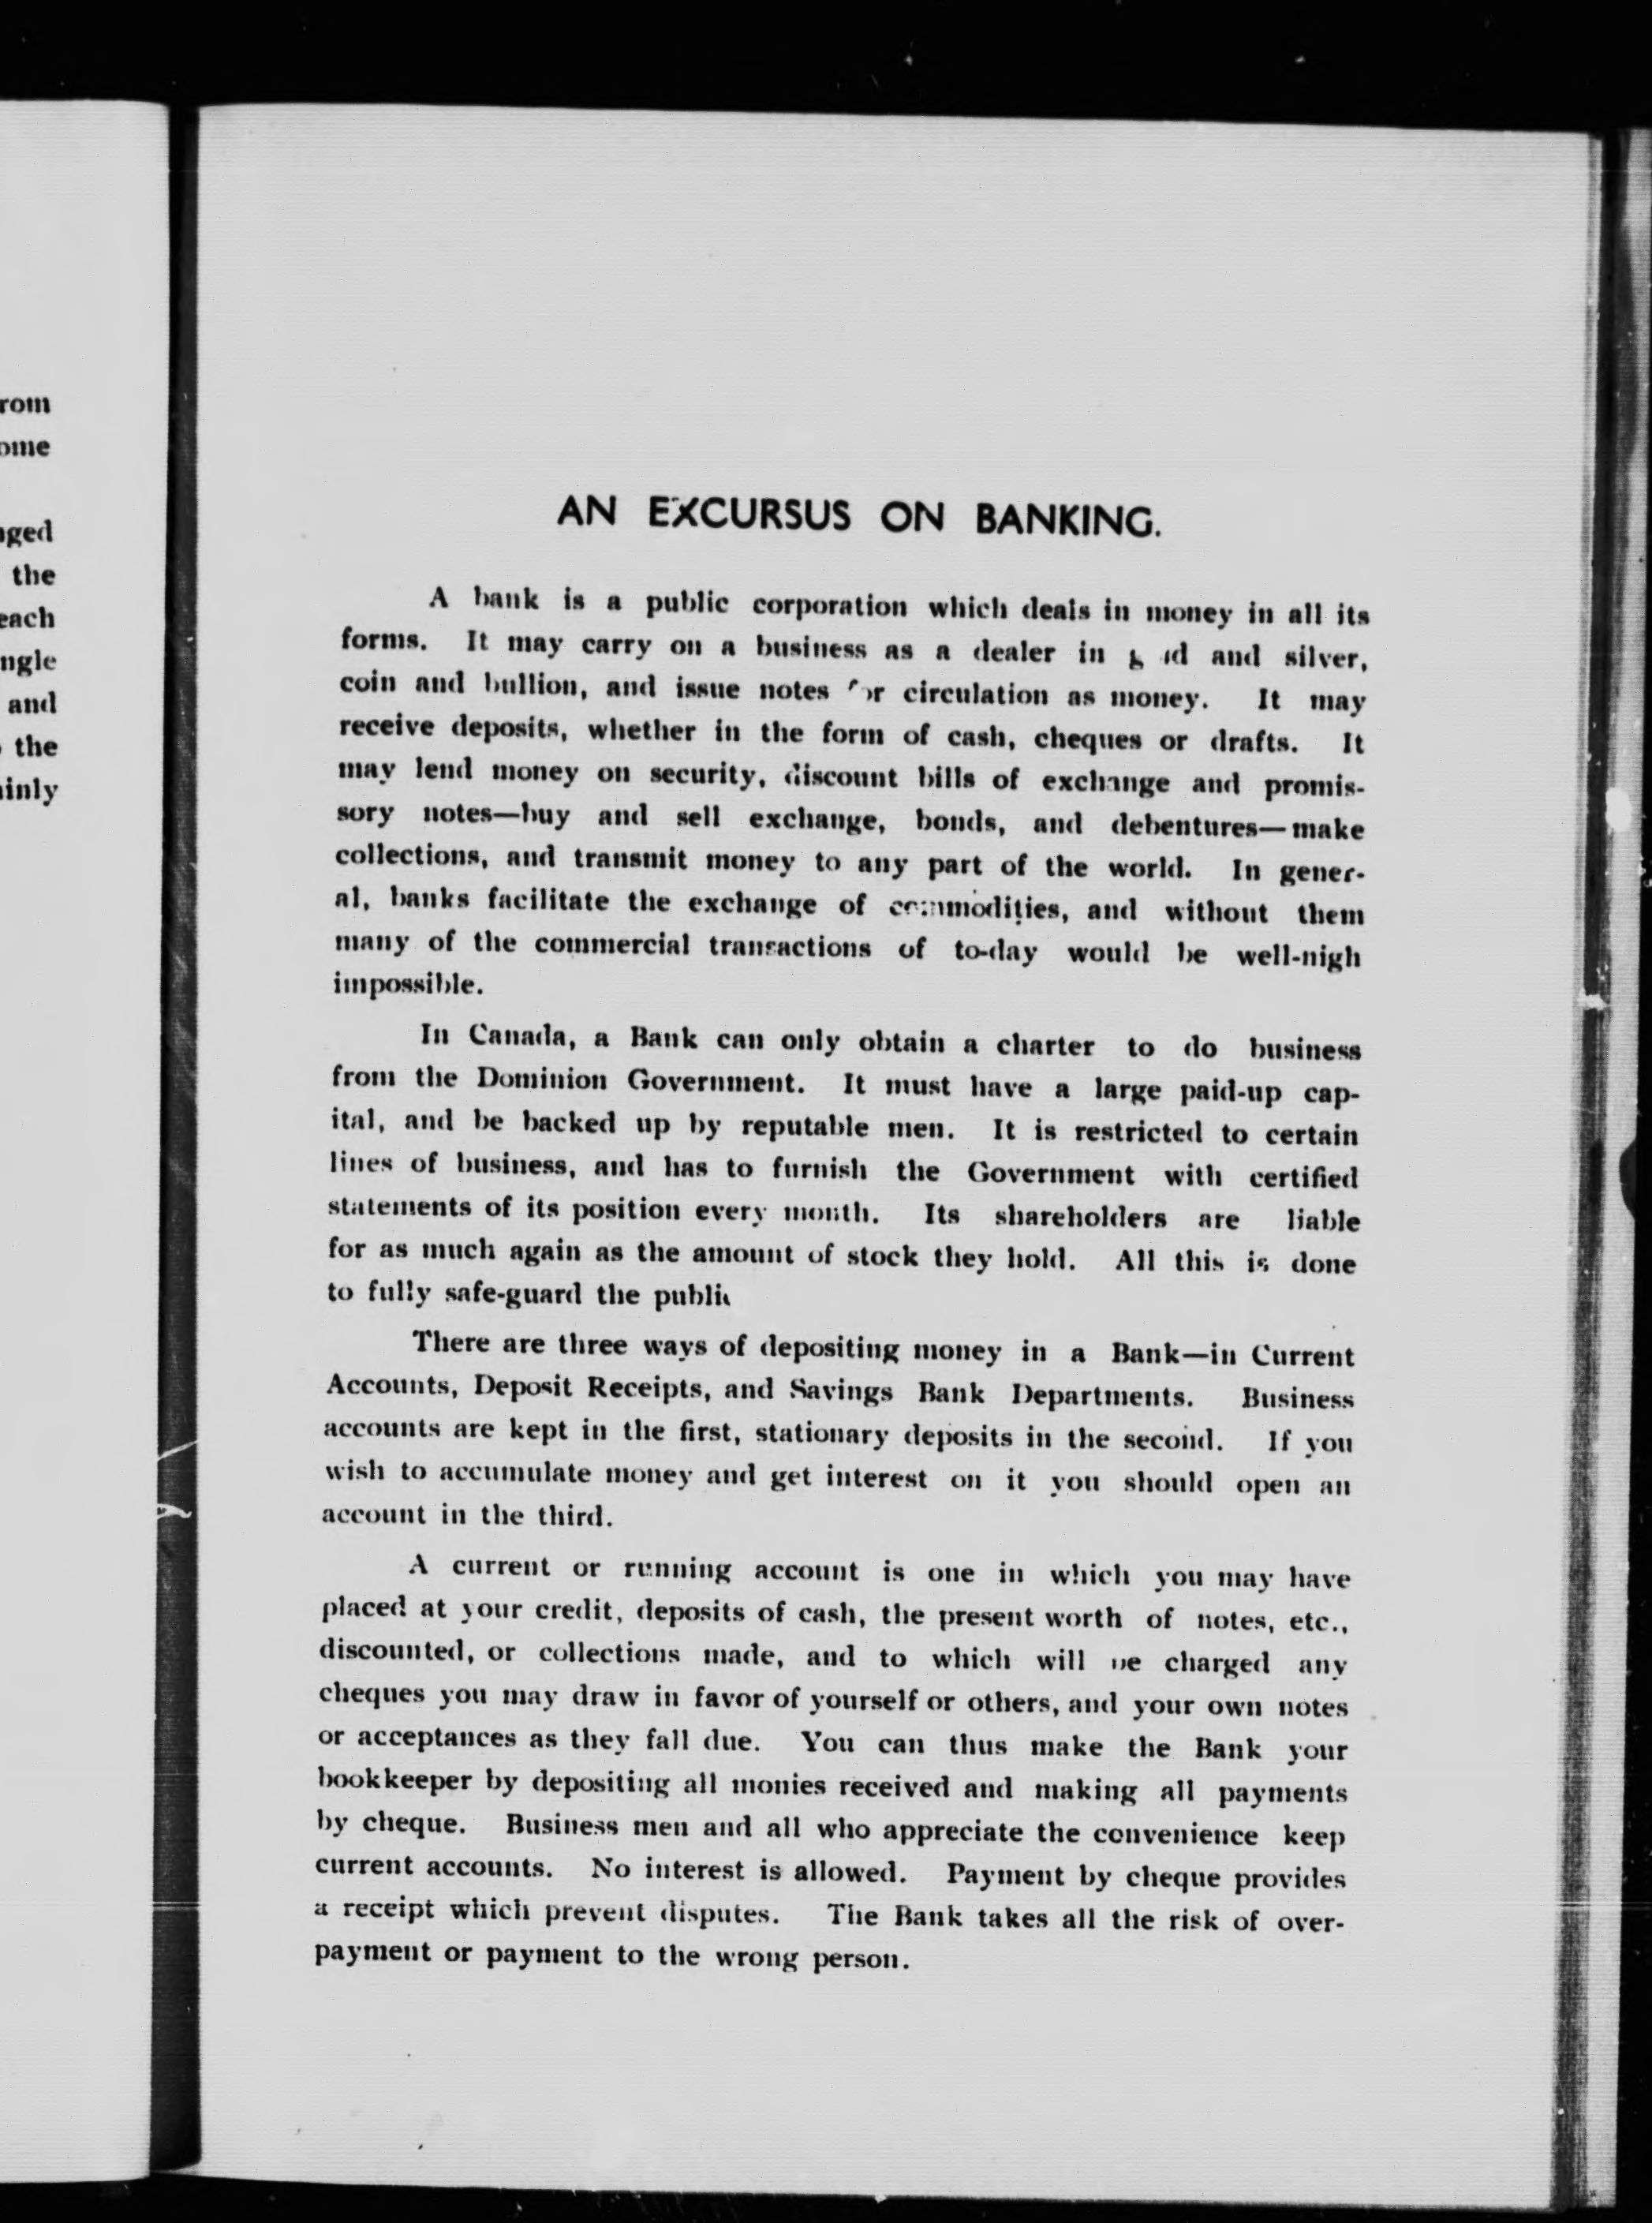 rom
ome
nged
the
each
ngle
and
the
inly
AN EXCURSUS ON BANKING.
A bank is a public corporation which deals in money in all its
forms. It may carry on a business as a dealer in and silver,
coin and bullion, and issue notes for circulation as money. It may
receive deposits, whether in the form of cash, cheques or drafts. It
may lend money on security, discount bills of exchange and promis-
sory notes—buy and sell exchange, bonds, and debentures—make
collections, and transmit money to any part of the world. In gener-
al, banks facilitate the exchange of commodities, and without them
many of the commercial transactions of to-day would be well-nigh
impossible.
In Canada, a Bank can only obtain a charter to do business
from the Dominion Government. It must have a large paid-up cap-
ital, and be backed up by reputable men. It is restricted to certain
lines of business, and has to furnish the Government with certified
statements of its position every month. Its shareholders are liable
for as much again as the amount of stock they hold. All this is done
to fully safe-guard the public
There are three ways of depositing money in a Bank—in Current
Accounts, Deposit Receipts, and Savings Bank Departments. Business
accounts are kept in the first, stationary deposits in the second. If you
wish to accumulate money and get interest on it you should open an
account in the third.
A current or running account is one in which you may have
placed at your credit, deposits of cash, the present worth of notes, etc.,
discounted, or collections made, and to which will be charged any
cheques you may draw in favor of yourself or others, and your own notes
or acceptances as they fall due. You can thus make the Bank your
bookkeeper by depositing all monies received and making all payments
by cheque. Business men and all who appreciate the convenience keep
current accounts. No interest is allowed. Payment by cheque provides
a receipt which prevent disputes. The Bank takes all the risk of over-
payment or payment to the wrong person.